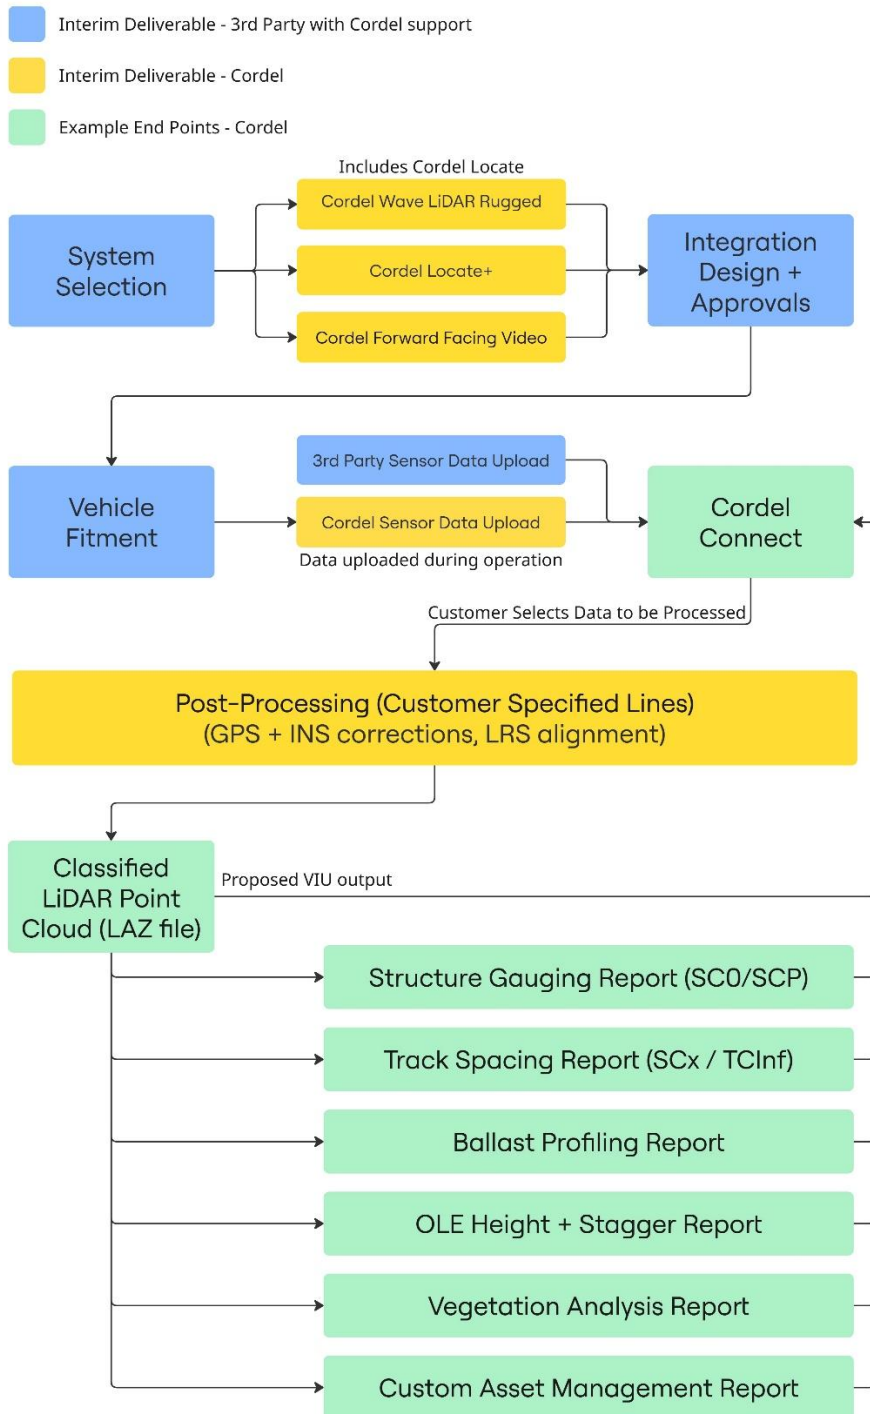 Interim Deliverable - 3rd Party with Cordel support
Interim Deliverable - Cordel
Example End Points - Cordel
Includes Cordel Locate
System
Selection
Cordel Wave LiDAR Rugged
Cordel Locate+
Cordel Forward Facing Video
Integration
Design +
Approvals
Vehicle
Fitment
3rd Party Sensor Data Upload
Cordel Sensor Data Upload
Data uploaded during operation
Cordel
Connect
Customer Selects Data to be Processed
Post-Processing (Customer Specified Lines)
(GPS + INS corrections, LRS alignment)
Classified
LiDAR Point
Cloud (LAZ file)
Proposed VIU output
Structure Gauging Report (SC0/SCP)
Track Spacing Report (SCx / TCInf)
Ballast Profiling Report
OLE Height + Stagger Report
Vegetation Analysis Report
Custom Asset Management Report